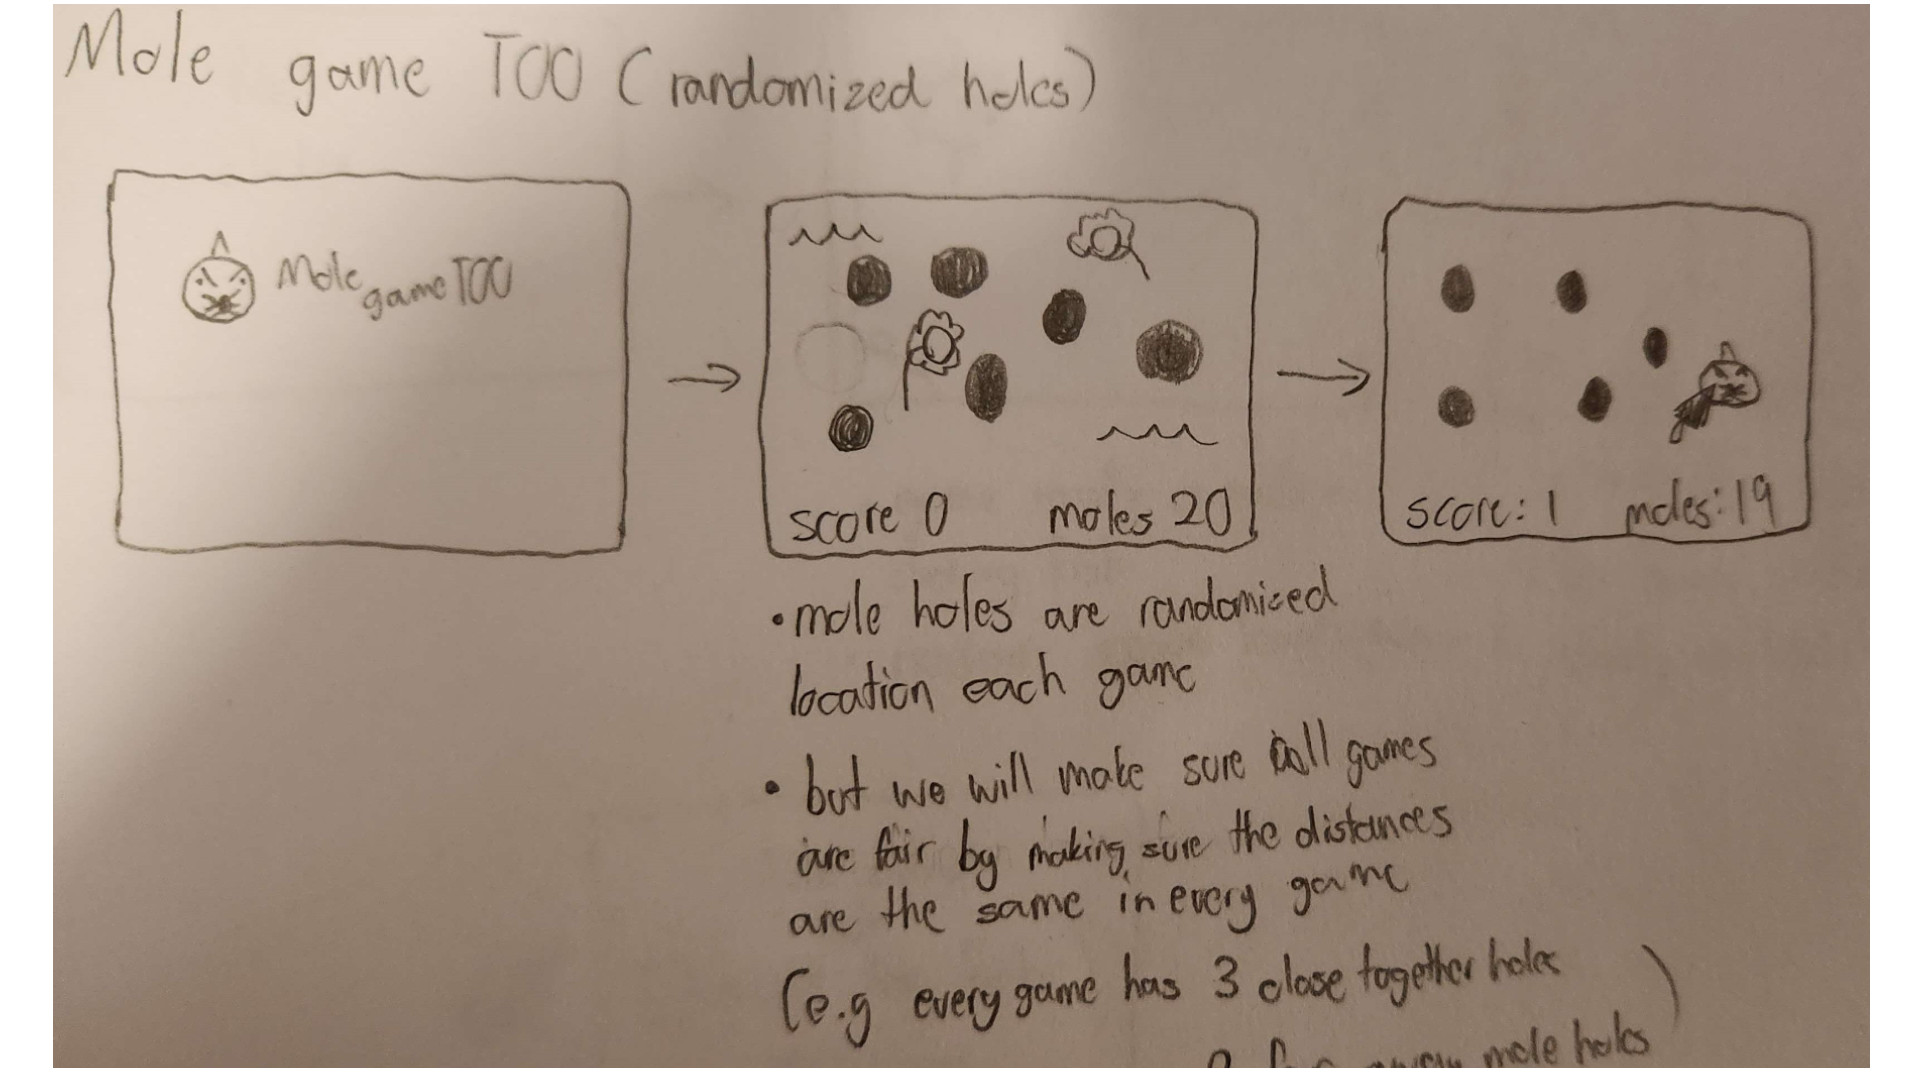 Mole game TOO (randomized holes)
Mole game TOO
score 0 moles 20
score: 1 moles: 19
• mole holes are randomized
location each game
• but we will make sure all games
are fair by making sure the distances
are the same in every game
(e.g every game has 3 close together holes
mole holes)